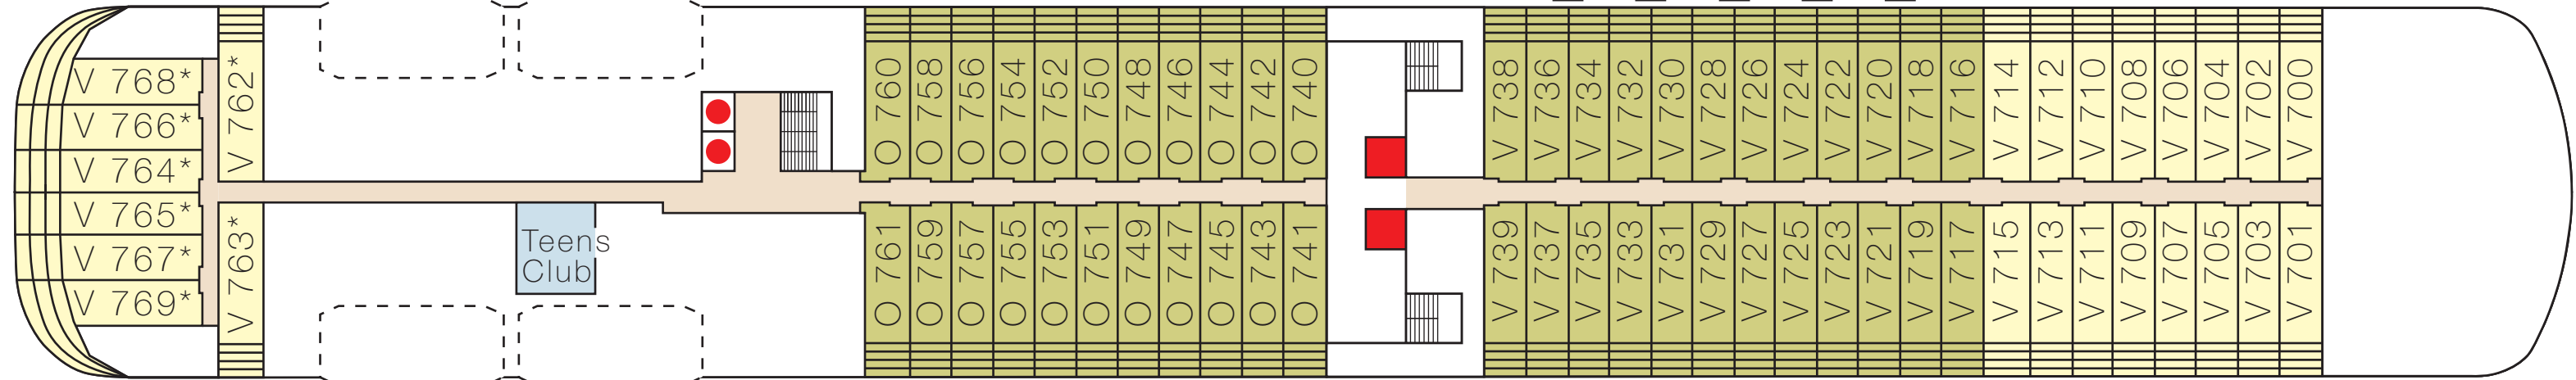 V 768*
V 766*
V 764*
V 765*
V 767*
V 769*
V 762*
V 763*
Teens
Club
O 760
O 758
O 756
O 754
O 752
O 750
O 748
O 746
O 744
O 742
O 740
O 761
O 759
O 757
O 755
O 753
O 751
O 749
O 747
O 745
O 743
O 741
V 738
V 736
V 734
V 732
V 730
V 728
V 726
V 724
V 722
V 720
V 718
V 716
V 714
V 712
V 710
V 708
V 706
V 704
V 702
V 700
V 739
V 737
V 735
V 733
V 731
V 729
V 727
V 725
V 723
V 721
V 719
V 717
V 715
V 713
V 711
V 709
V 707
V 705
V 703
V 701